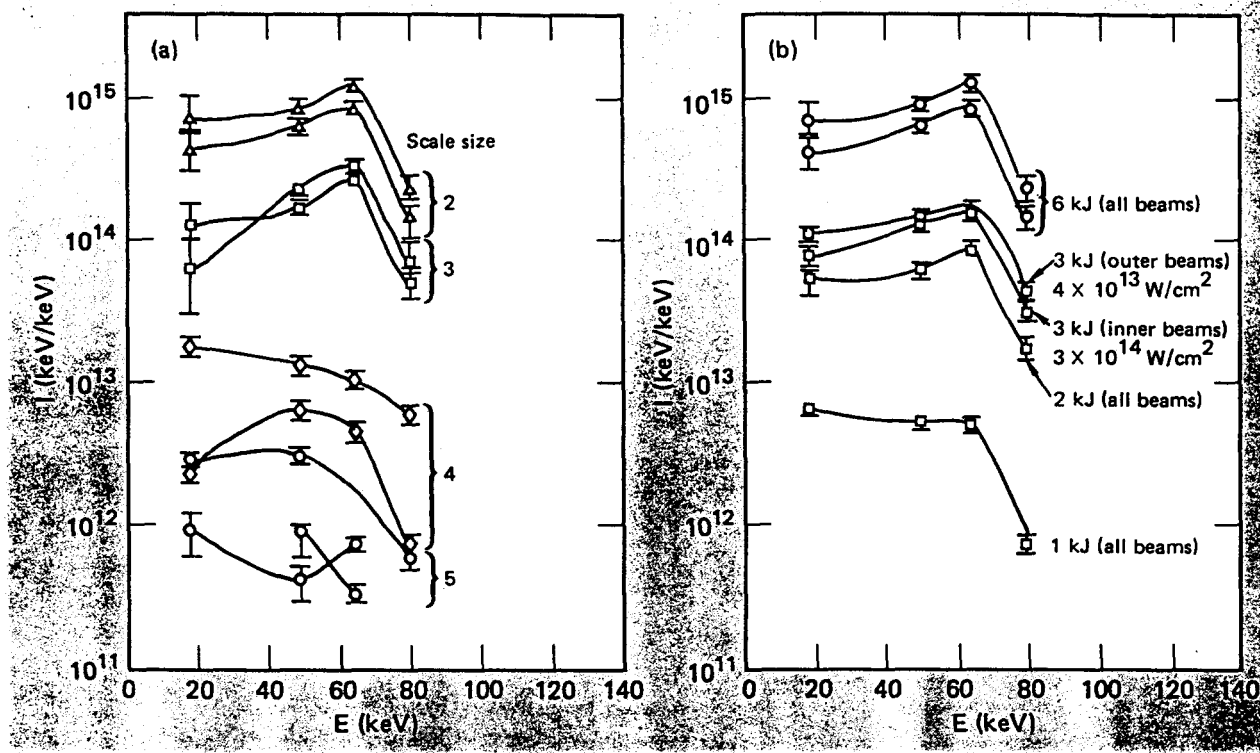 (a)
10^15
10^14
10^13
10^12
10^11
I (keV/keV)
Scale size
2
3
4
5
0 20 40 60 80 100 120 140
E (keV)
(b)
10^15
10^14
10^13
10^12
10^11
I (keV/keV)
6 kJ (all beams)
3 kJ (outer beams)
4 X 10^13 W/cm^2
3 kJ (inner beams)
3 X 10^14 W/cm^2
2 kJ (all beams)
1 kJ (all beams)
0 20 40 60 80 100 120 140
E (keV)